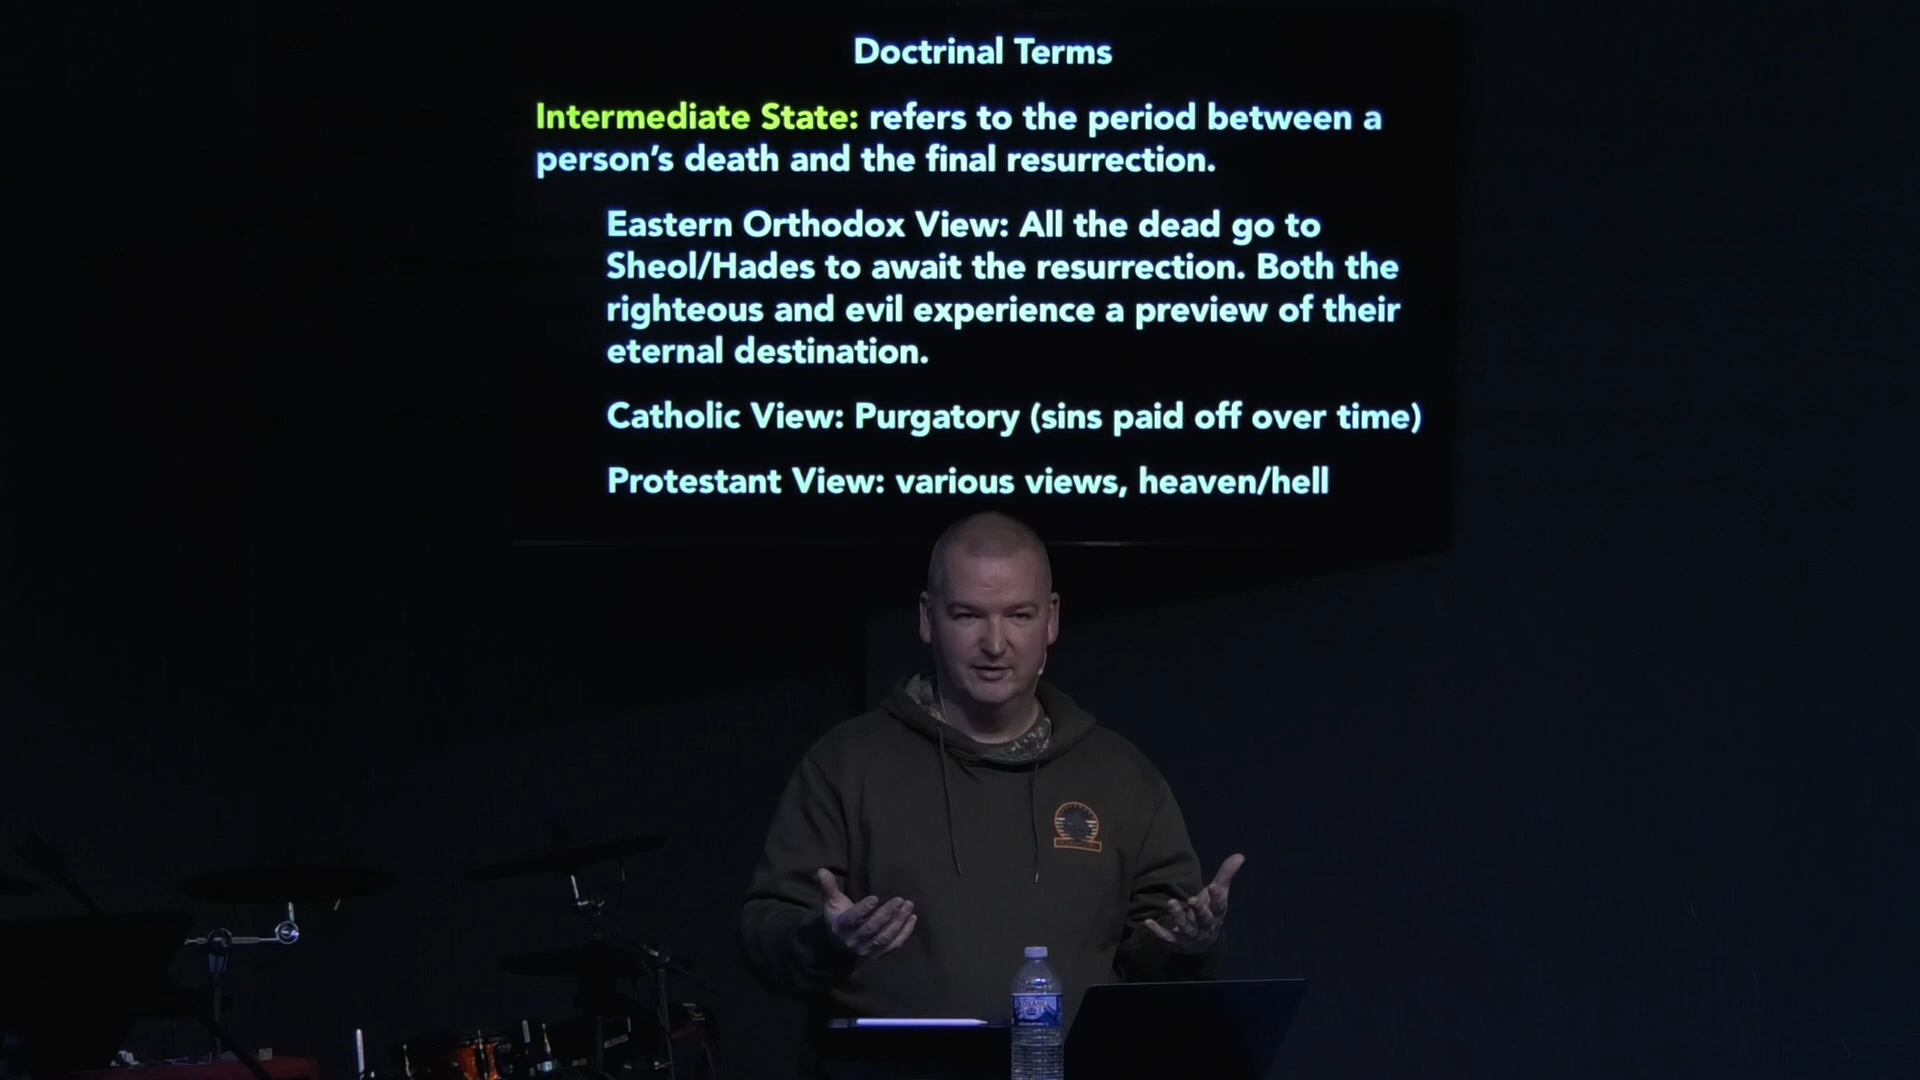 Doctrinal Terms
Intermediate State: refers to the period between a
person’s death and the final resurrection.
Eastern Orthodox View: All the dead go to
Sheol/Hades to await the resurrection. Both the
righteous and evil experience a preview of their
eternal destination.
Catholic View: Purgatory (sins paid off over time)
Protestant View: various views, heaven/hell